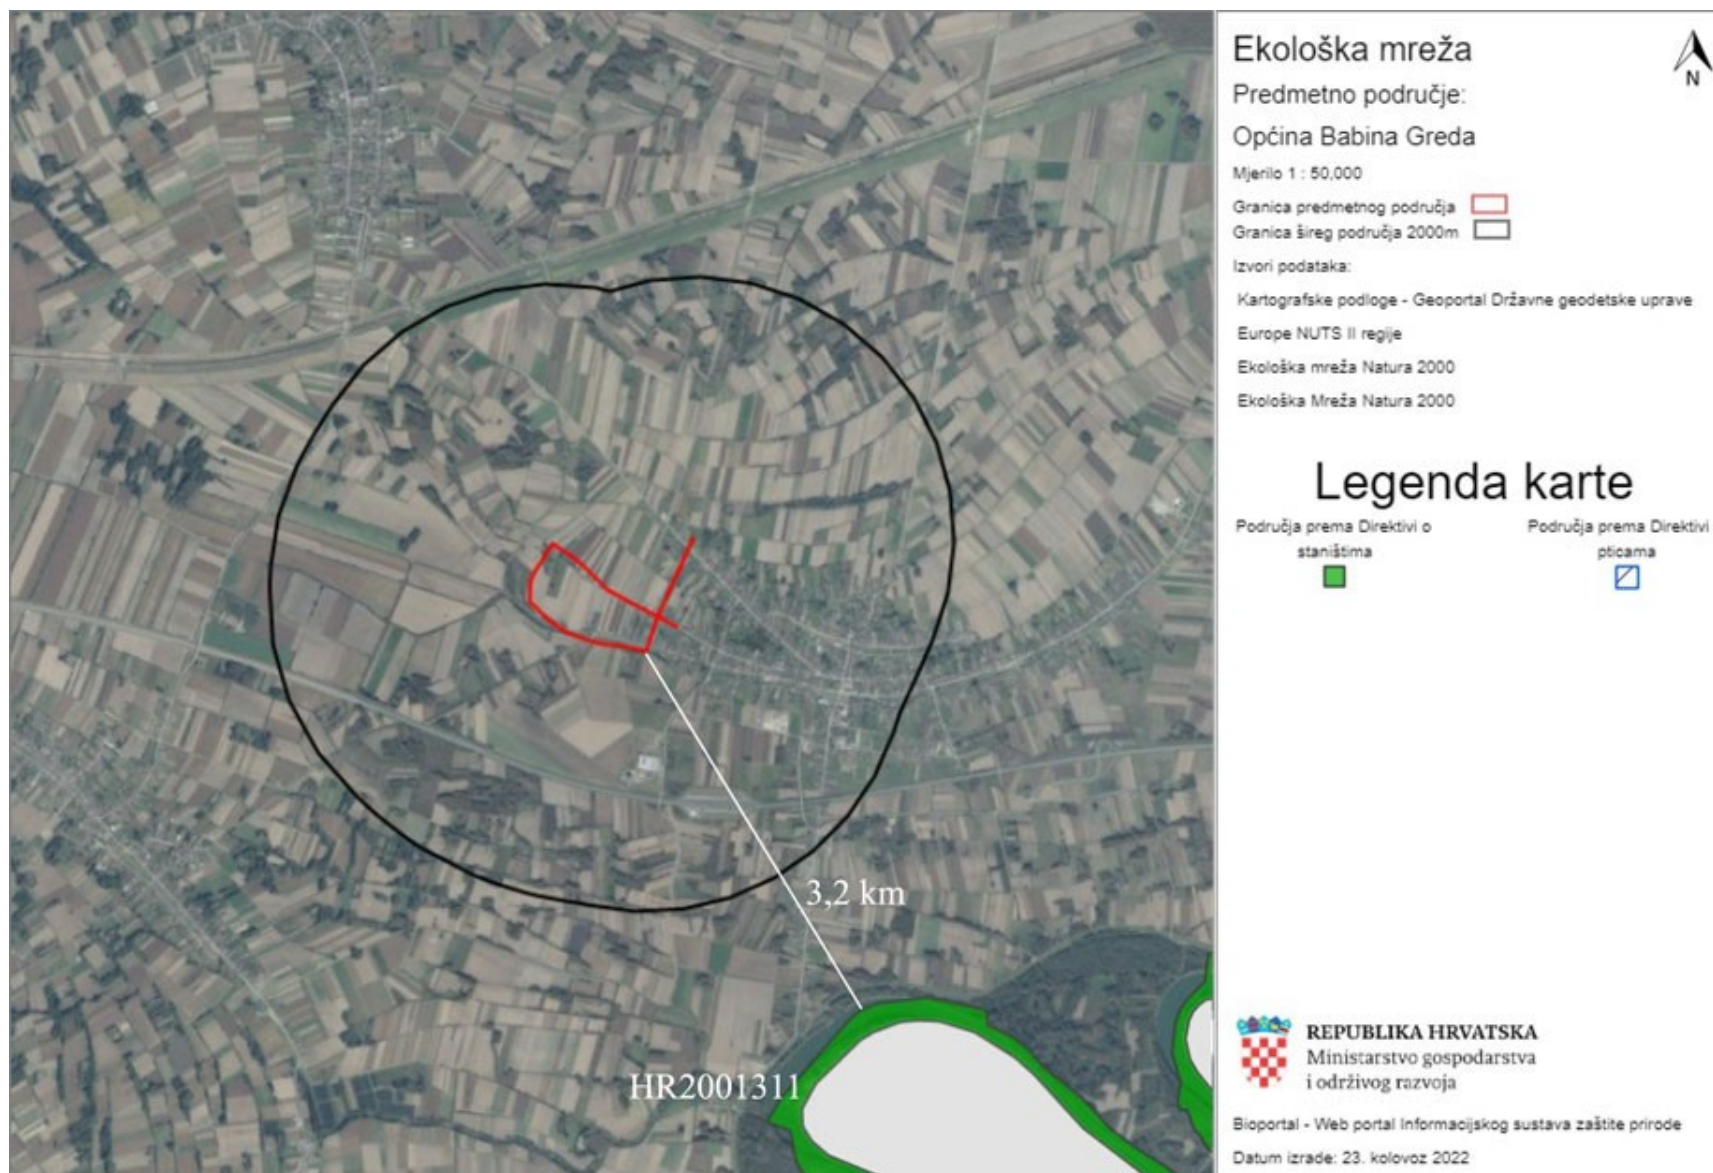 Ekološka mreža
N
Predmetno područje:
Općina Babina Greda
Mjerilo 1 : 50,000
Granica predmetnog područja
Granica šireg područja 2000m
Izvori podataka:
Kartografske podloge - Geoportal Državne geodetske uprave
Europe NUTS II regije
Ekološka mreža Natura 2000
Ekološka Mreža Natura 2000
Legenda karte
Područja prema Direktivi o
staništima
Područja prema Direktivi
pticama
3,2 km
HR2001311
REPUBLIKA HRVATSKA
Ministarstvo gospodarstva
i održivog razvoja
Bioportal - Web portal Informacijskog sustava zaštite prirode
Datum izrade: 23. kolovoz 2022